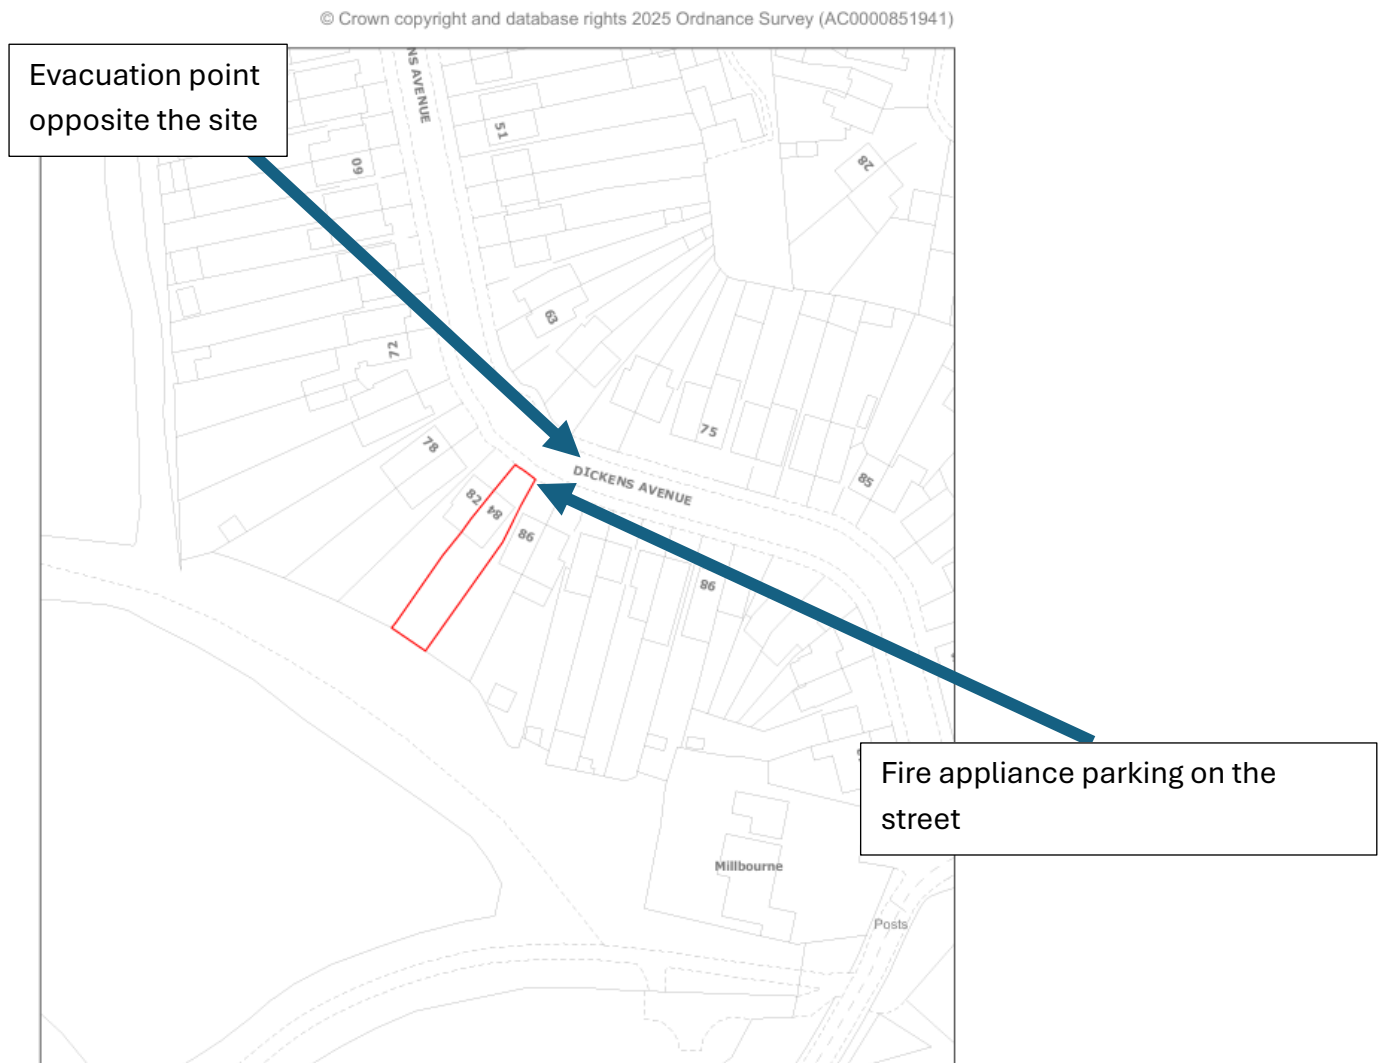 © Crown copyright and database rights 2025 Ordnance Survey (AC0000851941)
Evacuation point
opposite the site
NS AVENUE
51
60
28
63
72
75
78
DICKENS AVENUE
85
82
84
86
98
Fire appliance parking on the
street
Millbourne
Posts